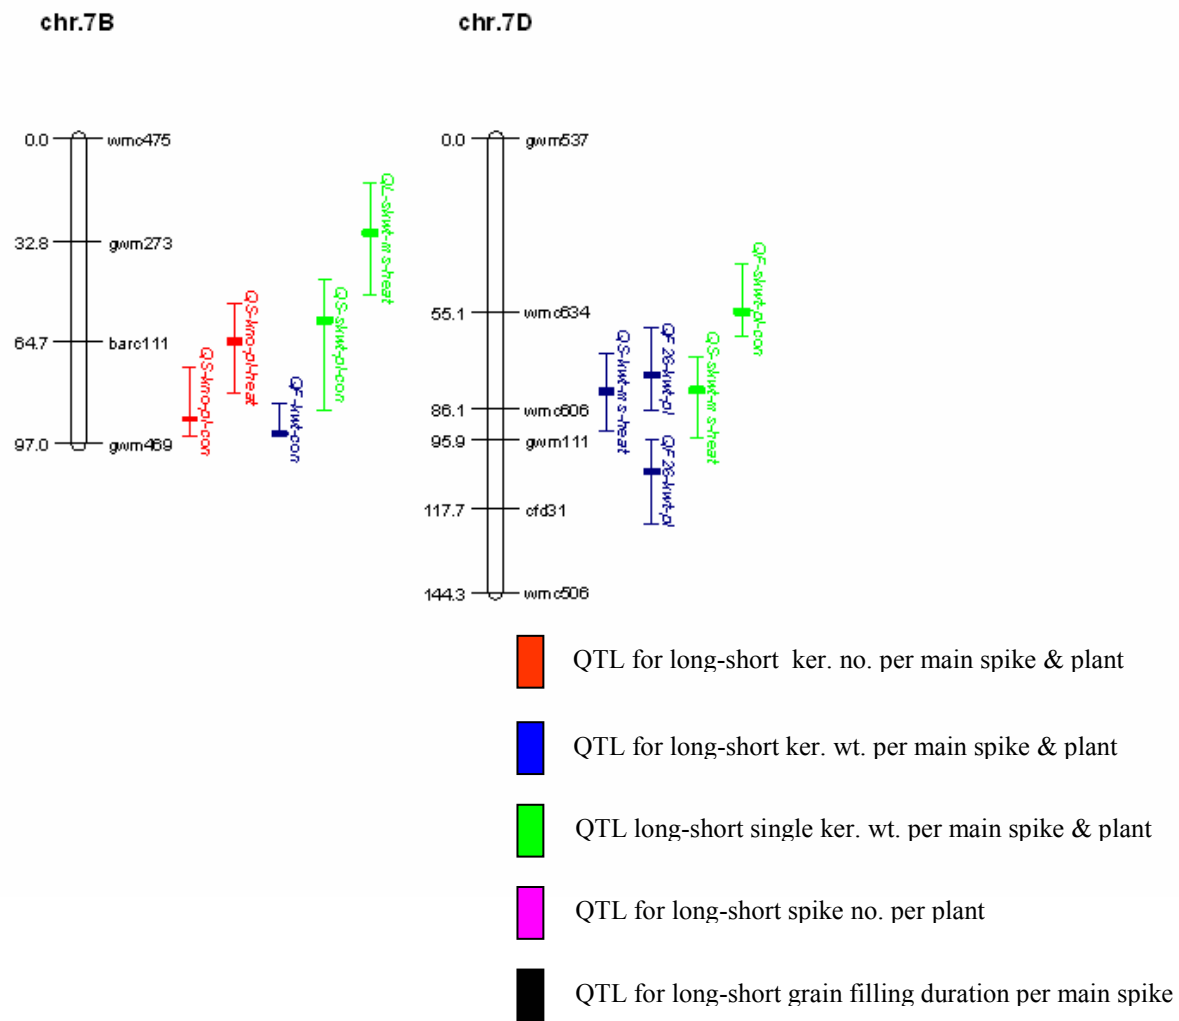 chr.7B
chr.7D
0.0 wmc475
32.8 gwm273
64.7 barc111
97.0 gwm469
QS-kno-pl-con
QS-kno-pl-heat
QF-kwt-con
QS-skwt-pl-con
QL-skwt-ms-heat
0.0 gwm537
55.1 wmc634
86.1 wmc606
95.9 gwm111
117.7 cfd31
144.3 wmc506
QS-kwt-ms-heat
QF26-kwt-pl
QF26-kwt-pl
QS-skwt-ms-heat
QF-skwt-pl-con
QTL for long-short ker. no. per main spike & plant
QTL for long-short ker. wt. per main spike & plant
QTL long-short single ker. wt. per main spike & plant
QTL for long-short spike no. per plant
QTL for long-short grain filling duration per main spike